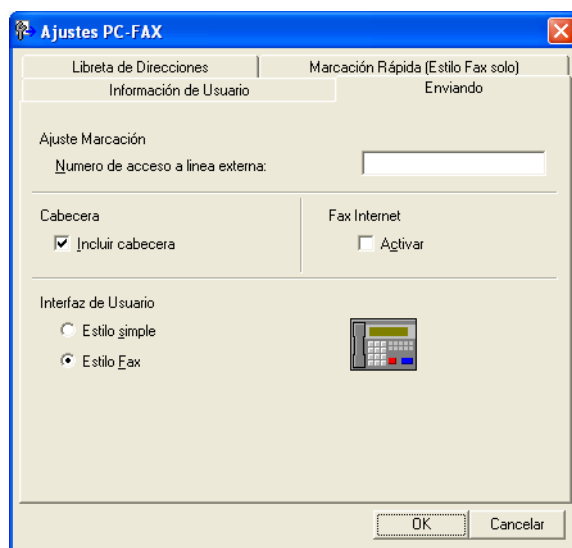 Ajustes PC-FAX
Libreta de Direcciones
Marcación Rápida (Estilo Fax solo)
Información de Usuario
Enviando
Ajuste Marcación
Numero de acceso a linea externa:
Cabecera
Fax Internet
Incluir cabecera
Activar
Interfaz de Usuario
Estilo simple
Estilo Fax
OK
Cancelar